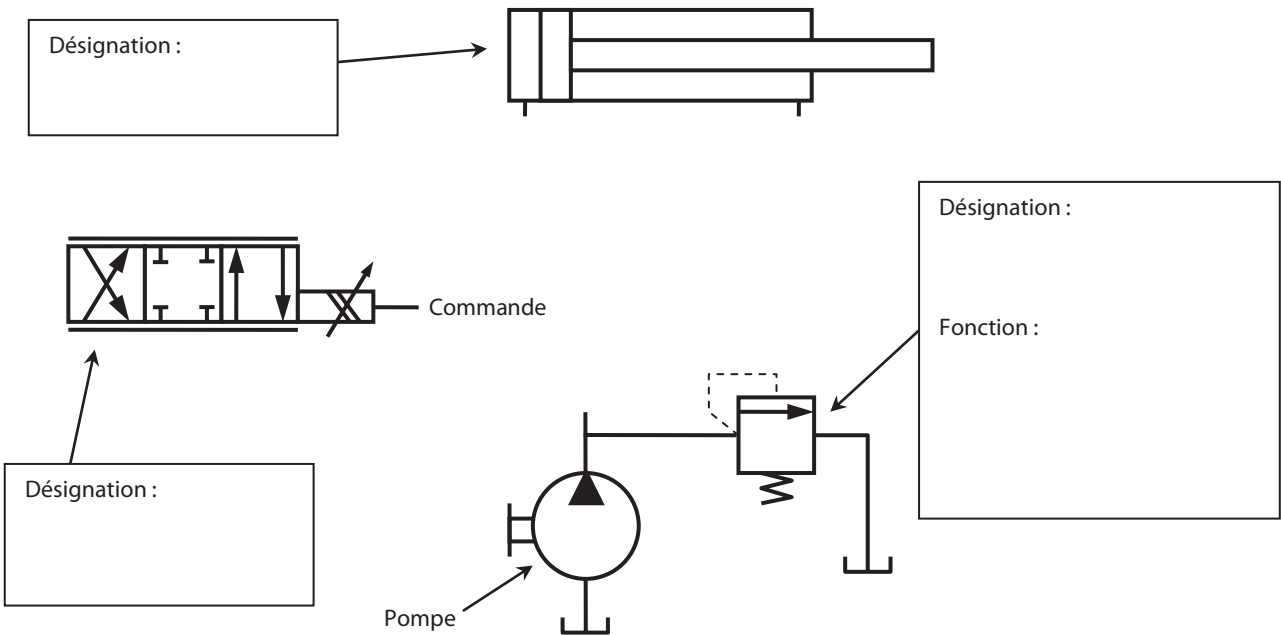 Désignation :
Désignation :
Fonction :
Commande
Désignation :
Pompe